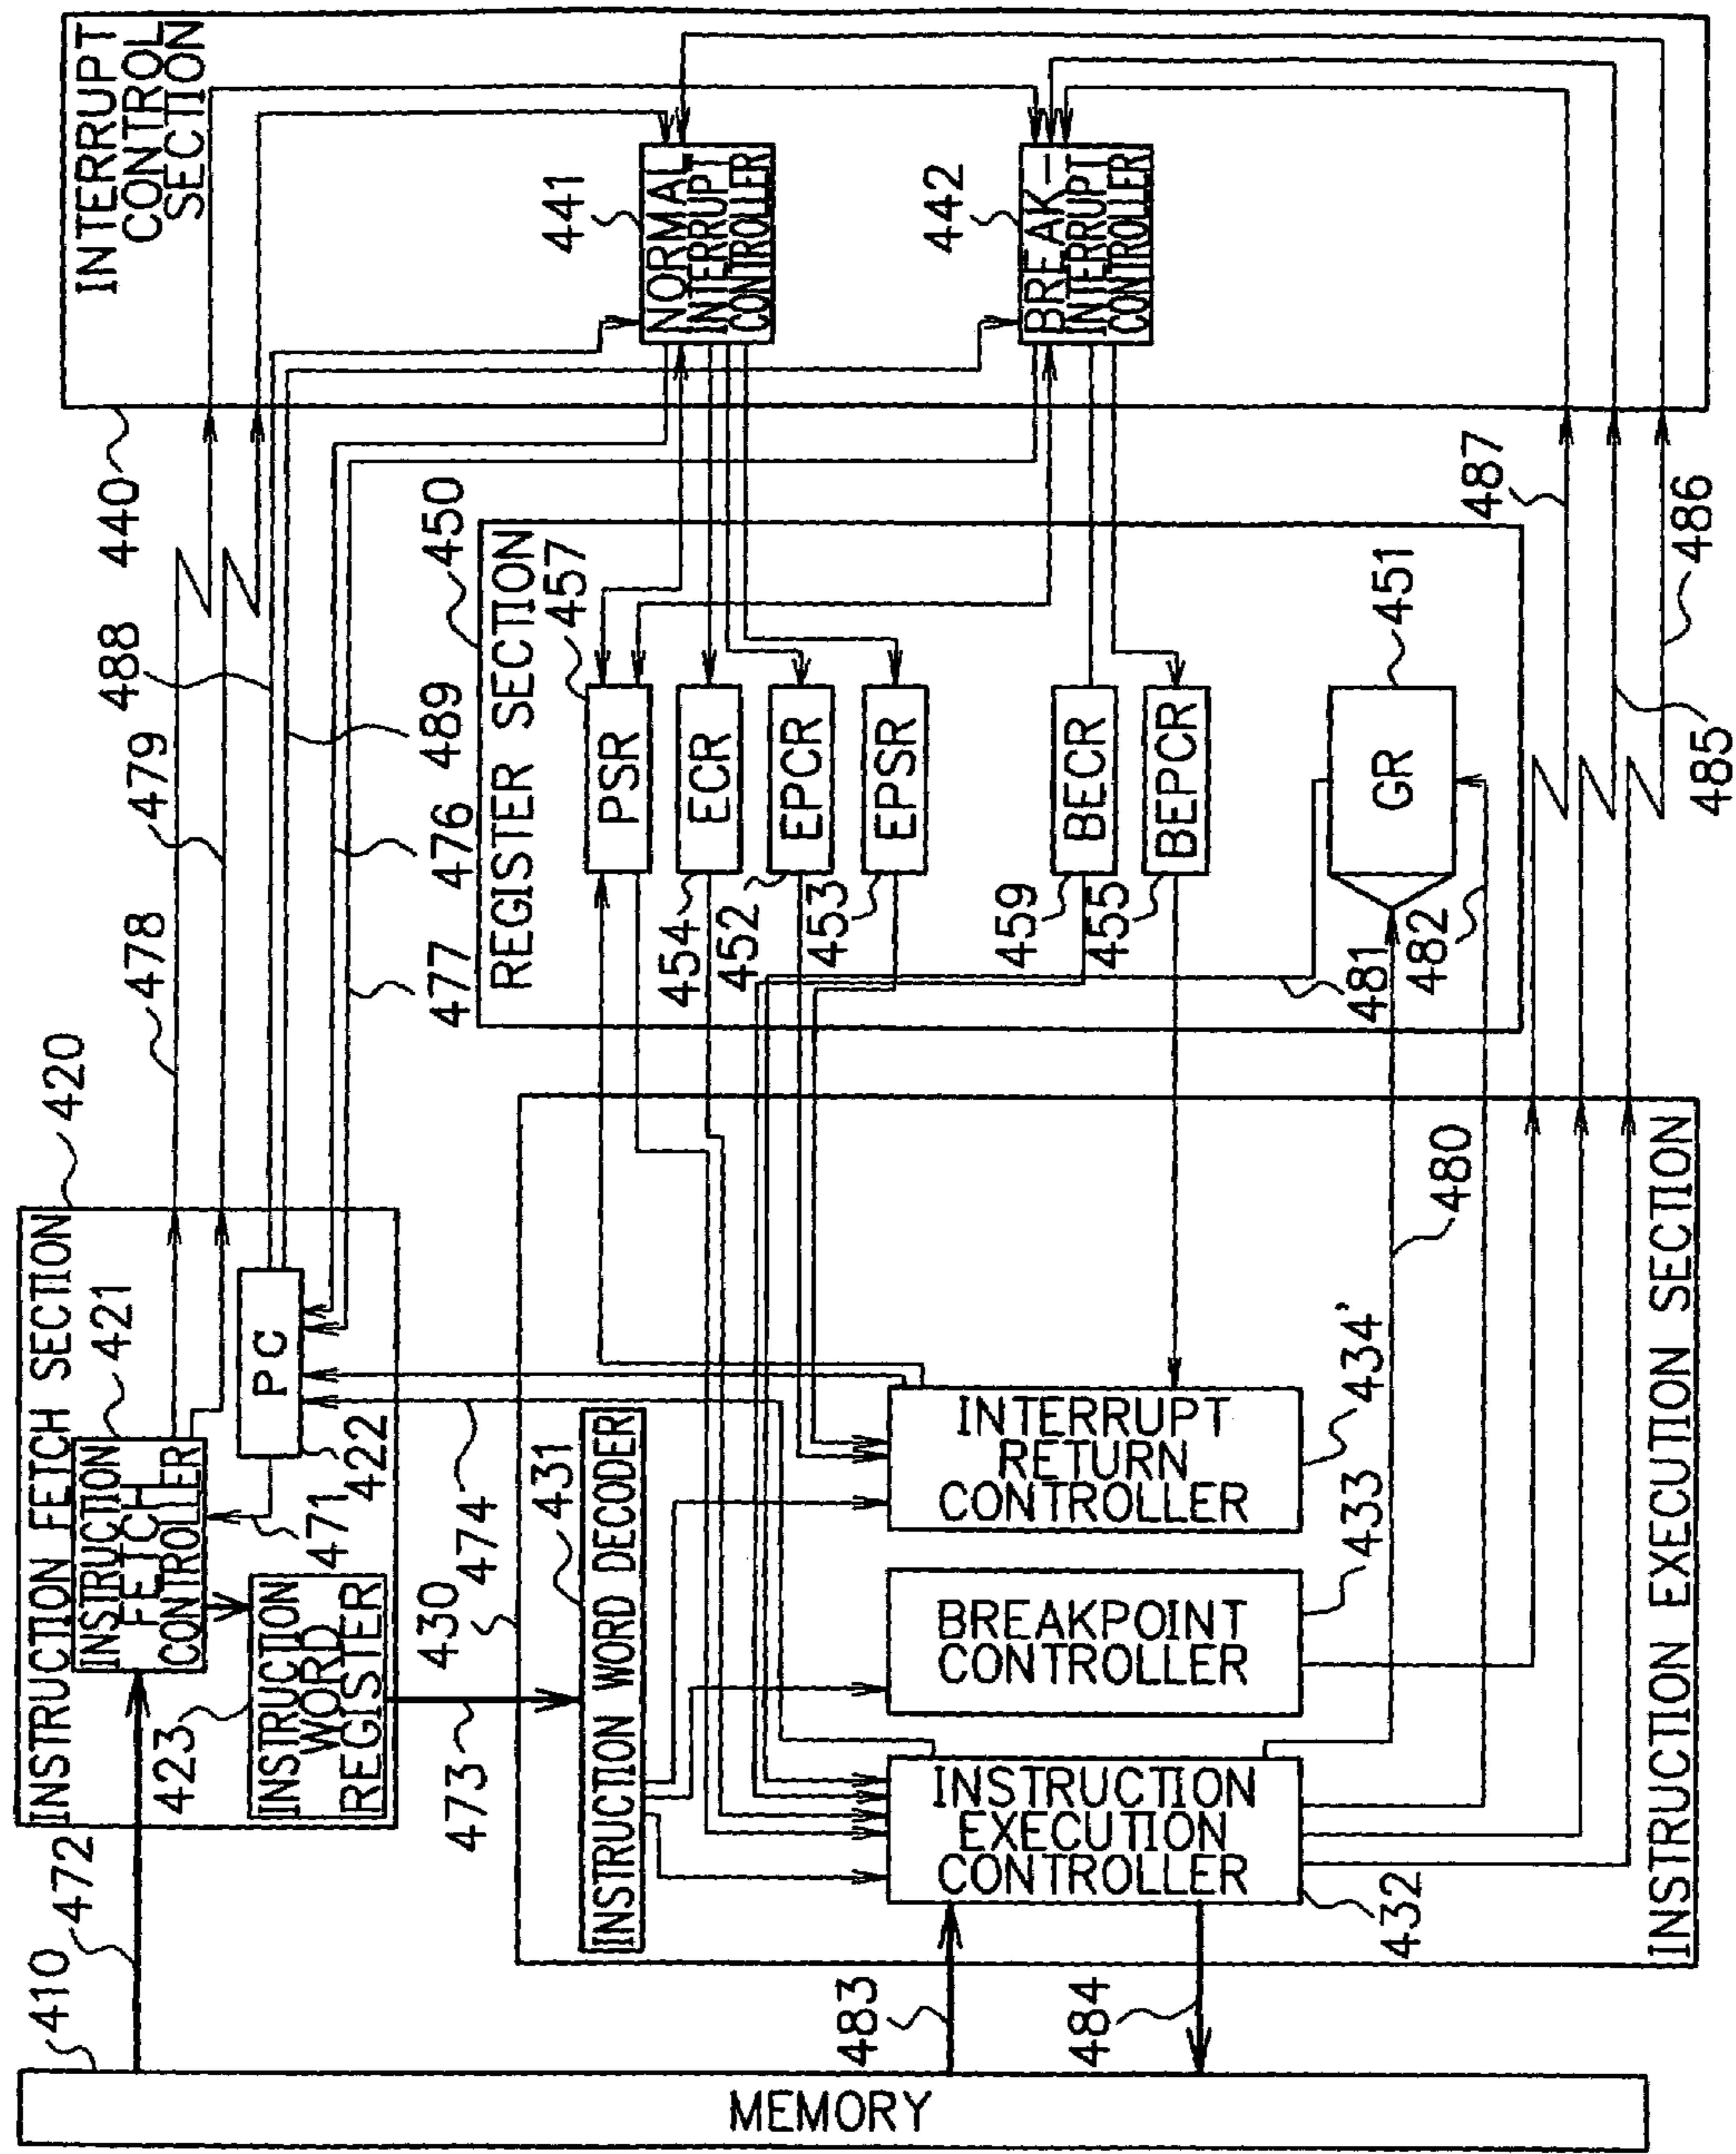 410
472
MEMORY
483
484
INSTRUCTION FETCH SECTION
420
INSTRUCTION
FETCH
CONTROLLER
421
423
INSTRUCTION
WORD
REGISTER
471
PC
422
473
430
474
INSTRUCTION WORD DECODER
431
INSTRUCTION
EXECUTION
CONTROLLER
432
BREAKPOINT
CONTROLLER
433
INTERRUPT
RETURN
CONTROLLER
434'
480
INSTRUCTION EXECUTION SECTION
478
479
488
477
476
489
REGISTER SECTION
450
457
PSR
454
ECR
452
EPCR
453
EPSR
459
BECR
455
BEPCR
451
GR
481
482
485
486
487
440
INTERRUPT
CONTROL
SECTION
441
NORMAL
INTERRUPT
CONTROLLER
442
BREAK-
INTERRUPT
CONTROLLER